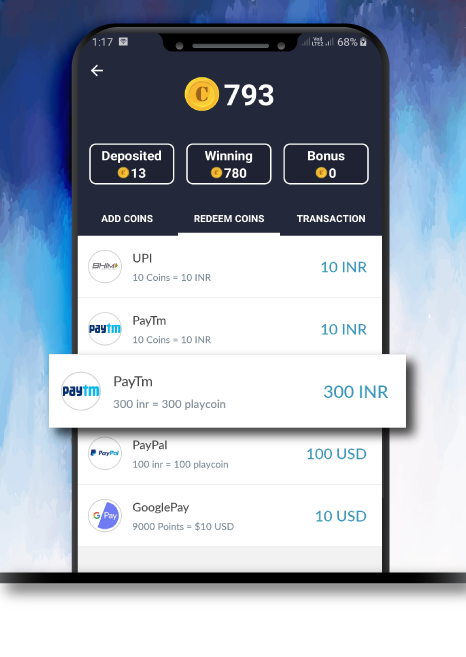 1:17
VoI) LTE2 68%
C 793
Deposited Winning Bonus
C 13 C 780 C 0
ADD COINS REDEEM COINS TRANSACTION
BHIM UPI 10 INR
10 Coins = 10 INR
paytm PayTm 10 INR
10 Coins = 10 INR
paytm PayTm 300 INR
300 inr = 300 playcoin
PayPal PayPal 100 USD
100 inr = 100 playcoin
G Pay GooglePay 10 USD
9000 Points = $10 USD